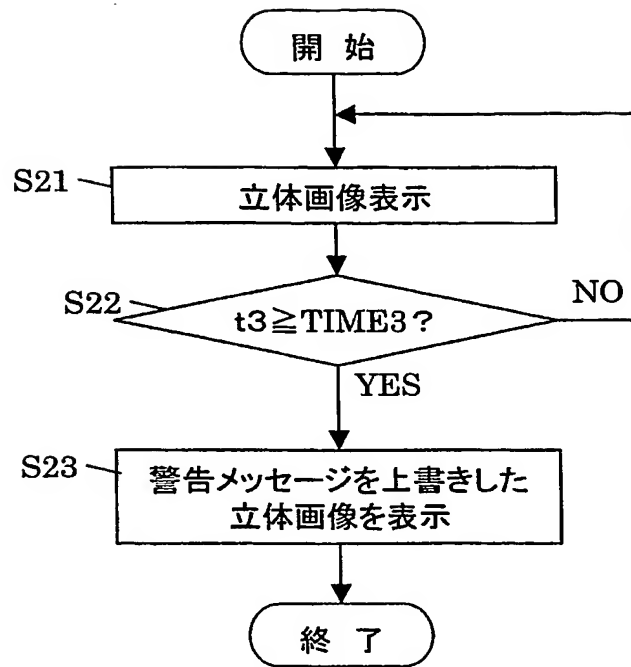 開 始
S21
立体画像表示
S22
t3≧TIME3？
NO
YES
S23
警告メッセージを上書きした
立体画像を表示
終 了